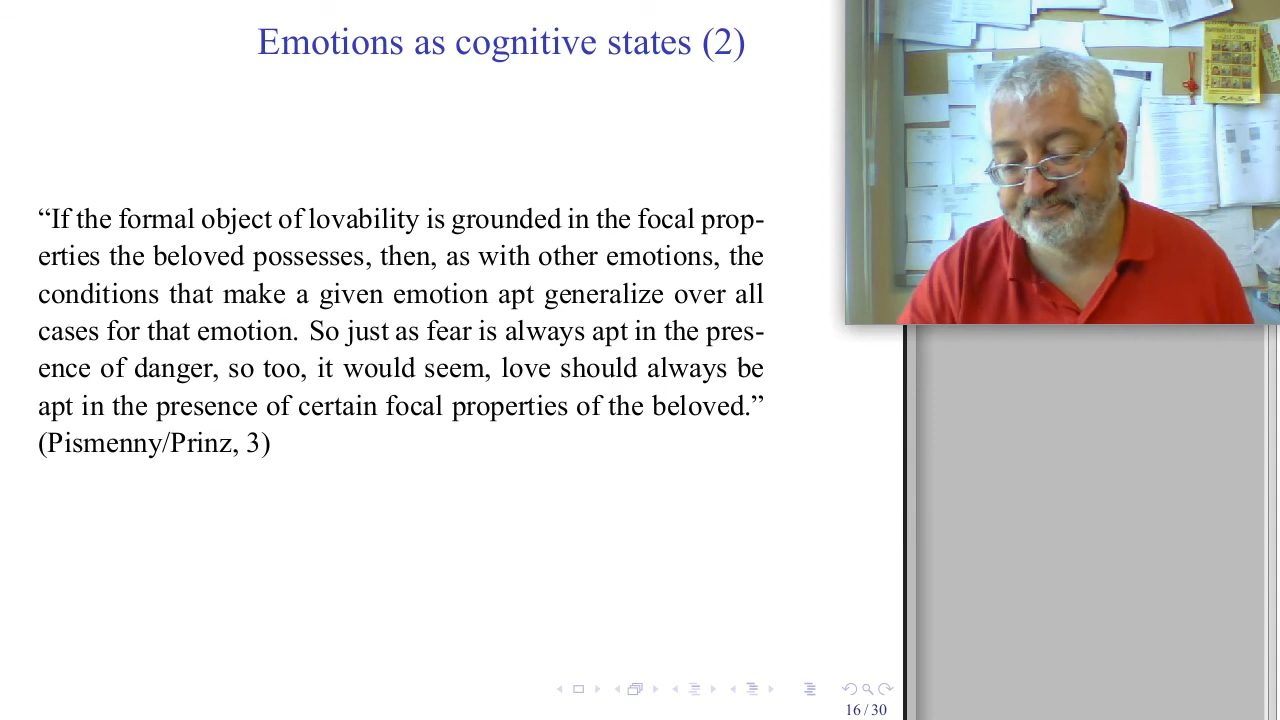 Emotions as cognitive states (2)
“If the formal object of lovability is grounded in the focal prop-
erties the beloved possesses, then, as with other emotions, the
conditions that make a given emotion apt generalize over all
cases for that emotion. So just as fear is always apt in the pres-
ence of danger, so too, it would seem, love should always be
apt in the presence of certain focal properties of the beloved.”
(Pismenny/Prinz, 3)
16 / 30